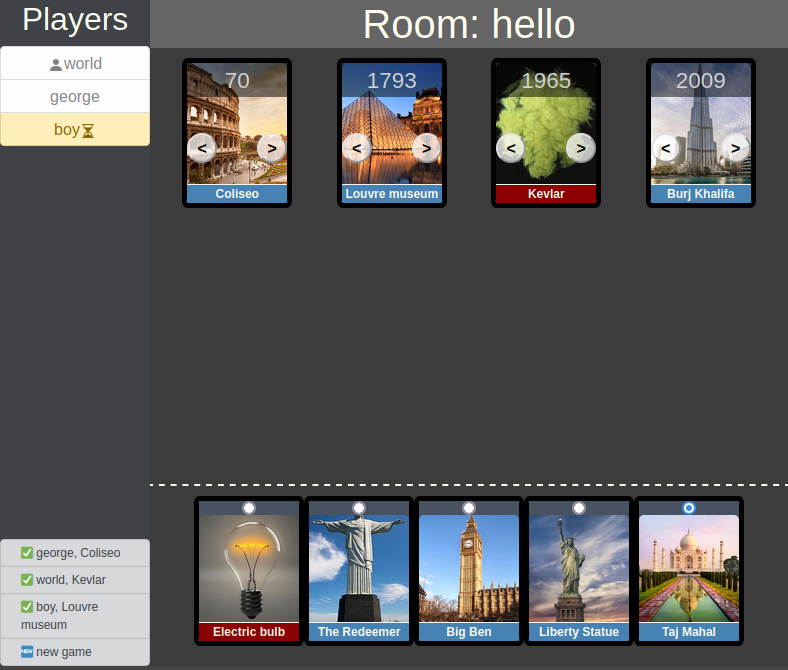 Players
world
george
boy
Room: hello
70
1793
1965
2009
< >
< >
< >
< >
Coliseo
Louvre museum
Kevlar
Burj Khalifa
Electric bulb
The Redeemer
Big Ben
Liberty Statue
Taj Mahal
george, Coliseo
world, Kevlar
boy, Louvre
museum
NEW new game